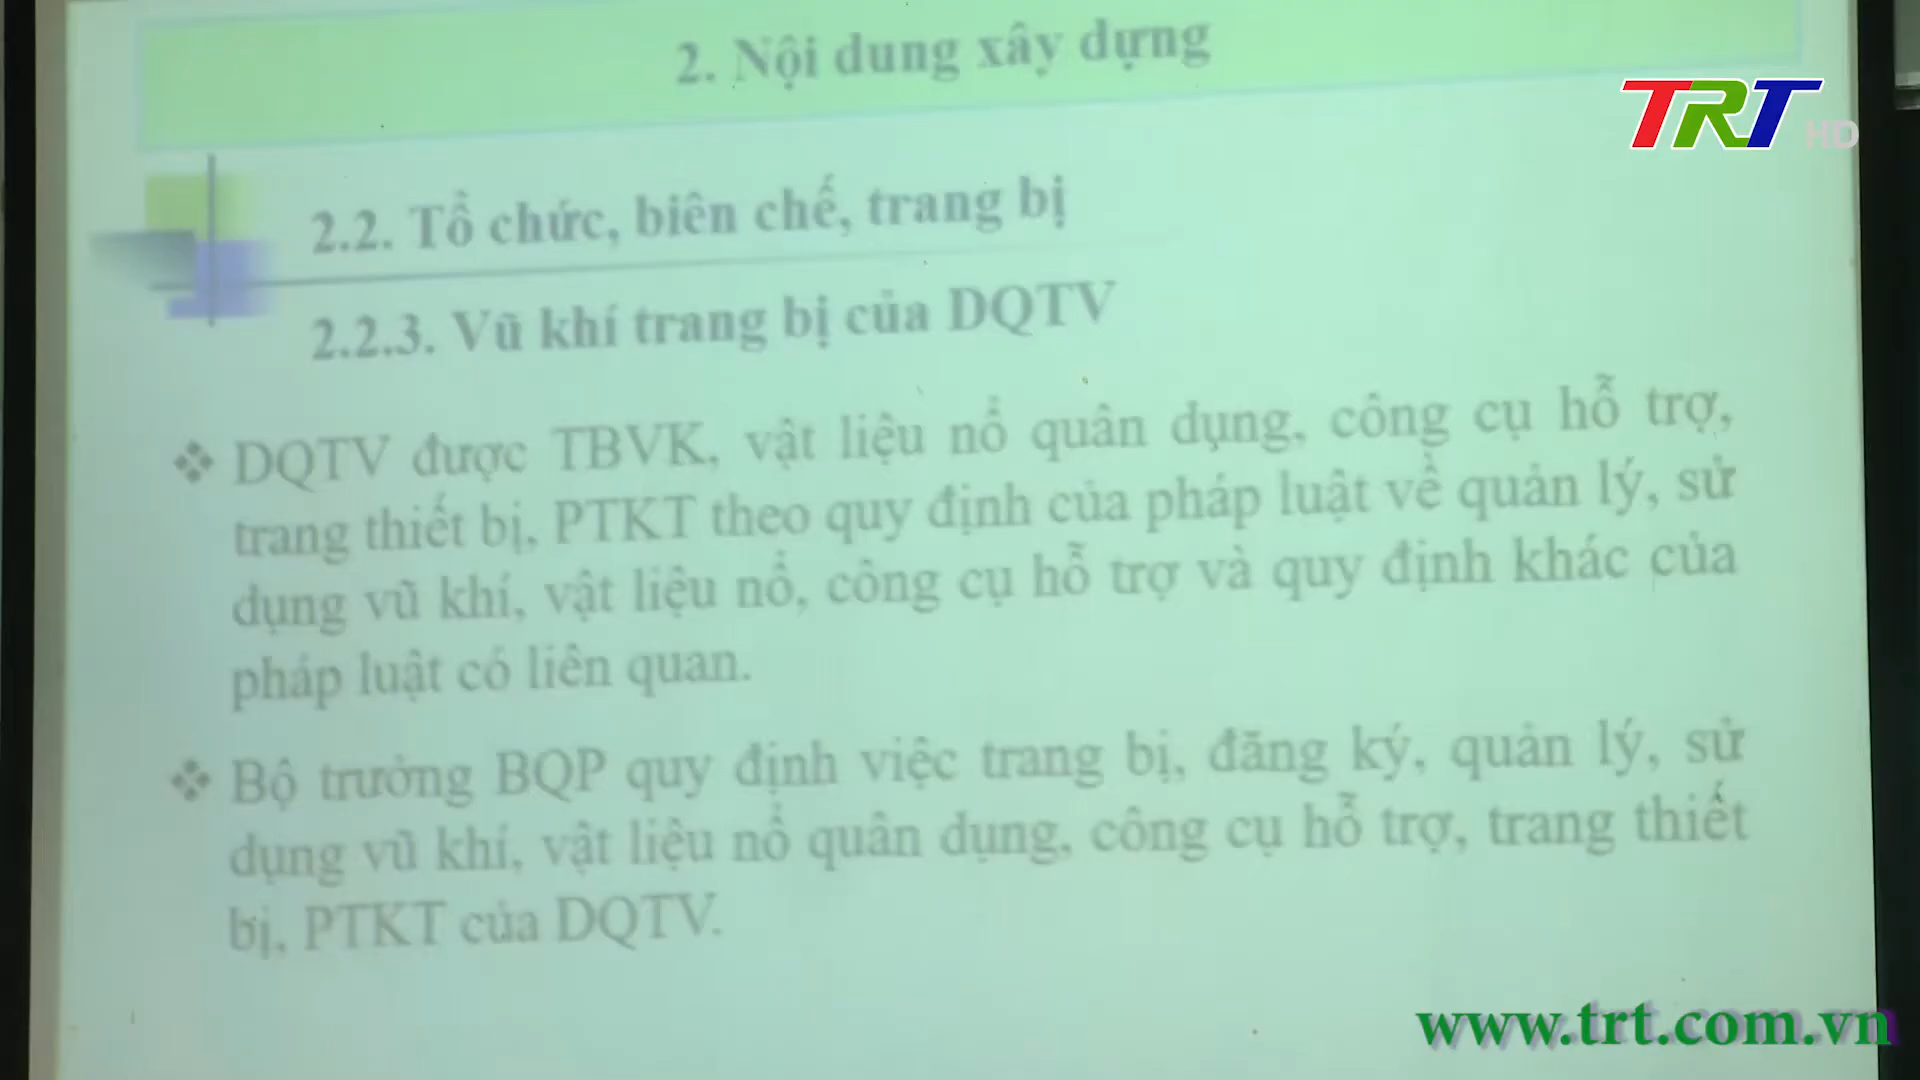 2. Nội dung xây dựng
TRT HD
2.2. Tổ chức, biên chế, trang bị
2.2.3. Vũ khí trang bị của DQTV
❖ DQTV được TBVK, vật liệu nổ quân dụng, công cụ hỗ trợ,
trang thiết bị, PTKT theo quy định của pháp luật về quản lý, sử
dụng vũ khí, vật liệu nổ, công cụ hỗ trợ và quy định khác của
pháp luật có liên quan.
❖ Bộ trưởng BQP quy định việc trang bị, đăng ký, quản lý, sử
dụng vũ khí, vật liệu nổ quân dụng, công cụ hỗ trợ, trang thiết
bị, PTKT của DQTV.
www.trt.com.vn